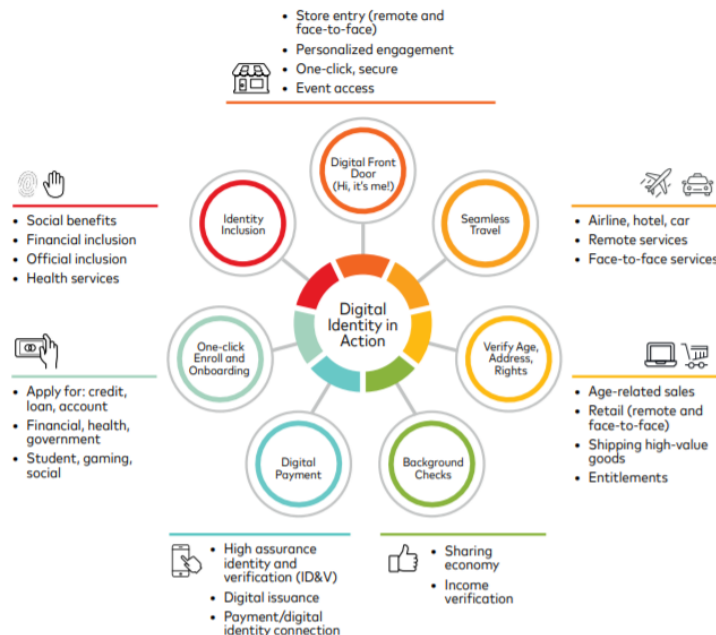 • Store entry (remote and
face-to-face)
• Personalized engagement
• One-click, secure
• Event access
Digital Front
Door
(Hi, it's me!)
Identity
Inclusion
Seamless
Travel
• Social benefits
• Financial inclusion
• Official inclusion
• Health services
• Airline, hotel, car
• Remote services
• Face-to-face services
Digital
Identity in
Action
One-click
Enroll and
Onboarding
Verify Age,
Address,
Rights
• Apply for: credit,
loan, account
• Financial, health,
government
• Student, gaming,
social
• Age-related sales
• Retail (remote and
face-to-face)
• Shipping high-value
goods
• Entitlements
Digital
Payment
Background
Checks
• High assurance
identity and
verification (ID&V)
• Digital issuance
• Payment/digital
identity connection
• Sharing
economy
• Income
verification